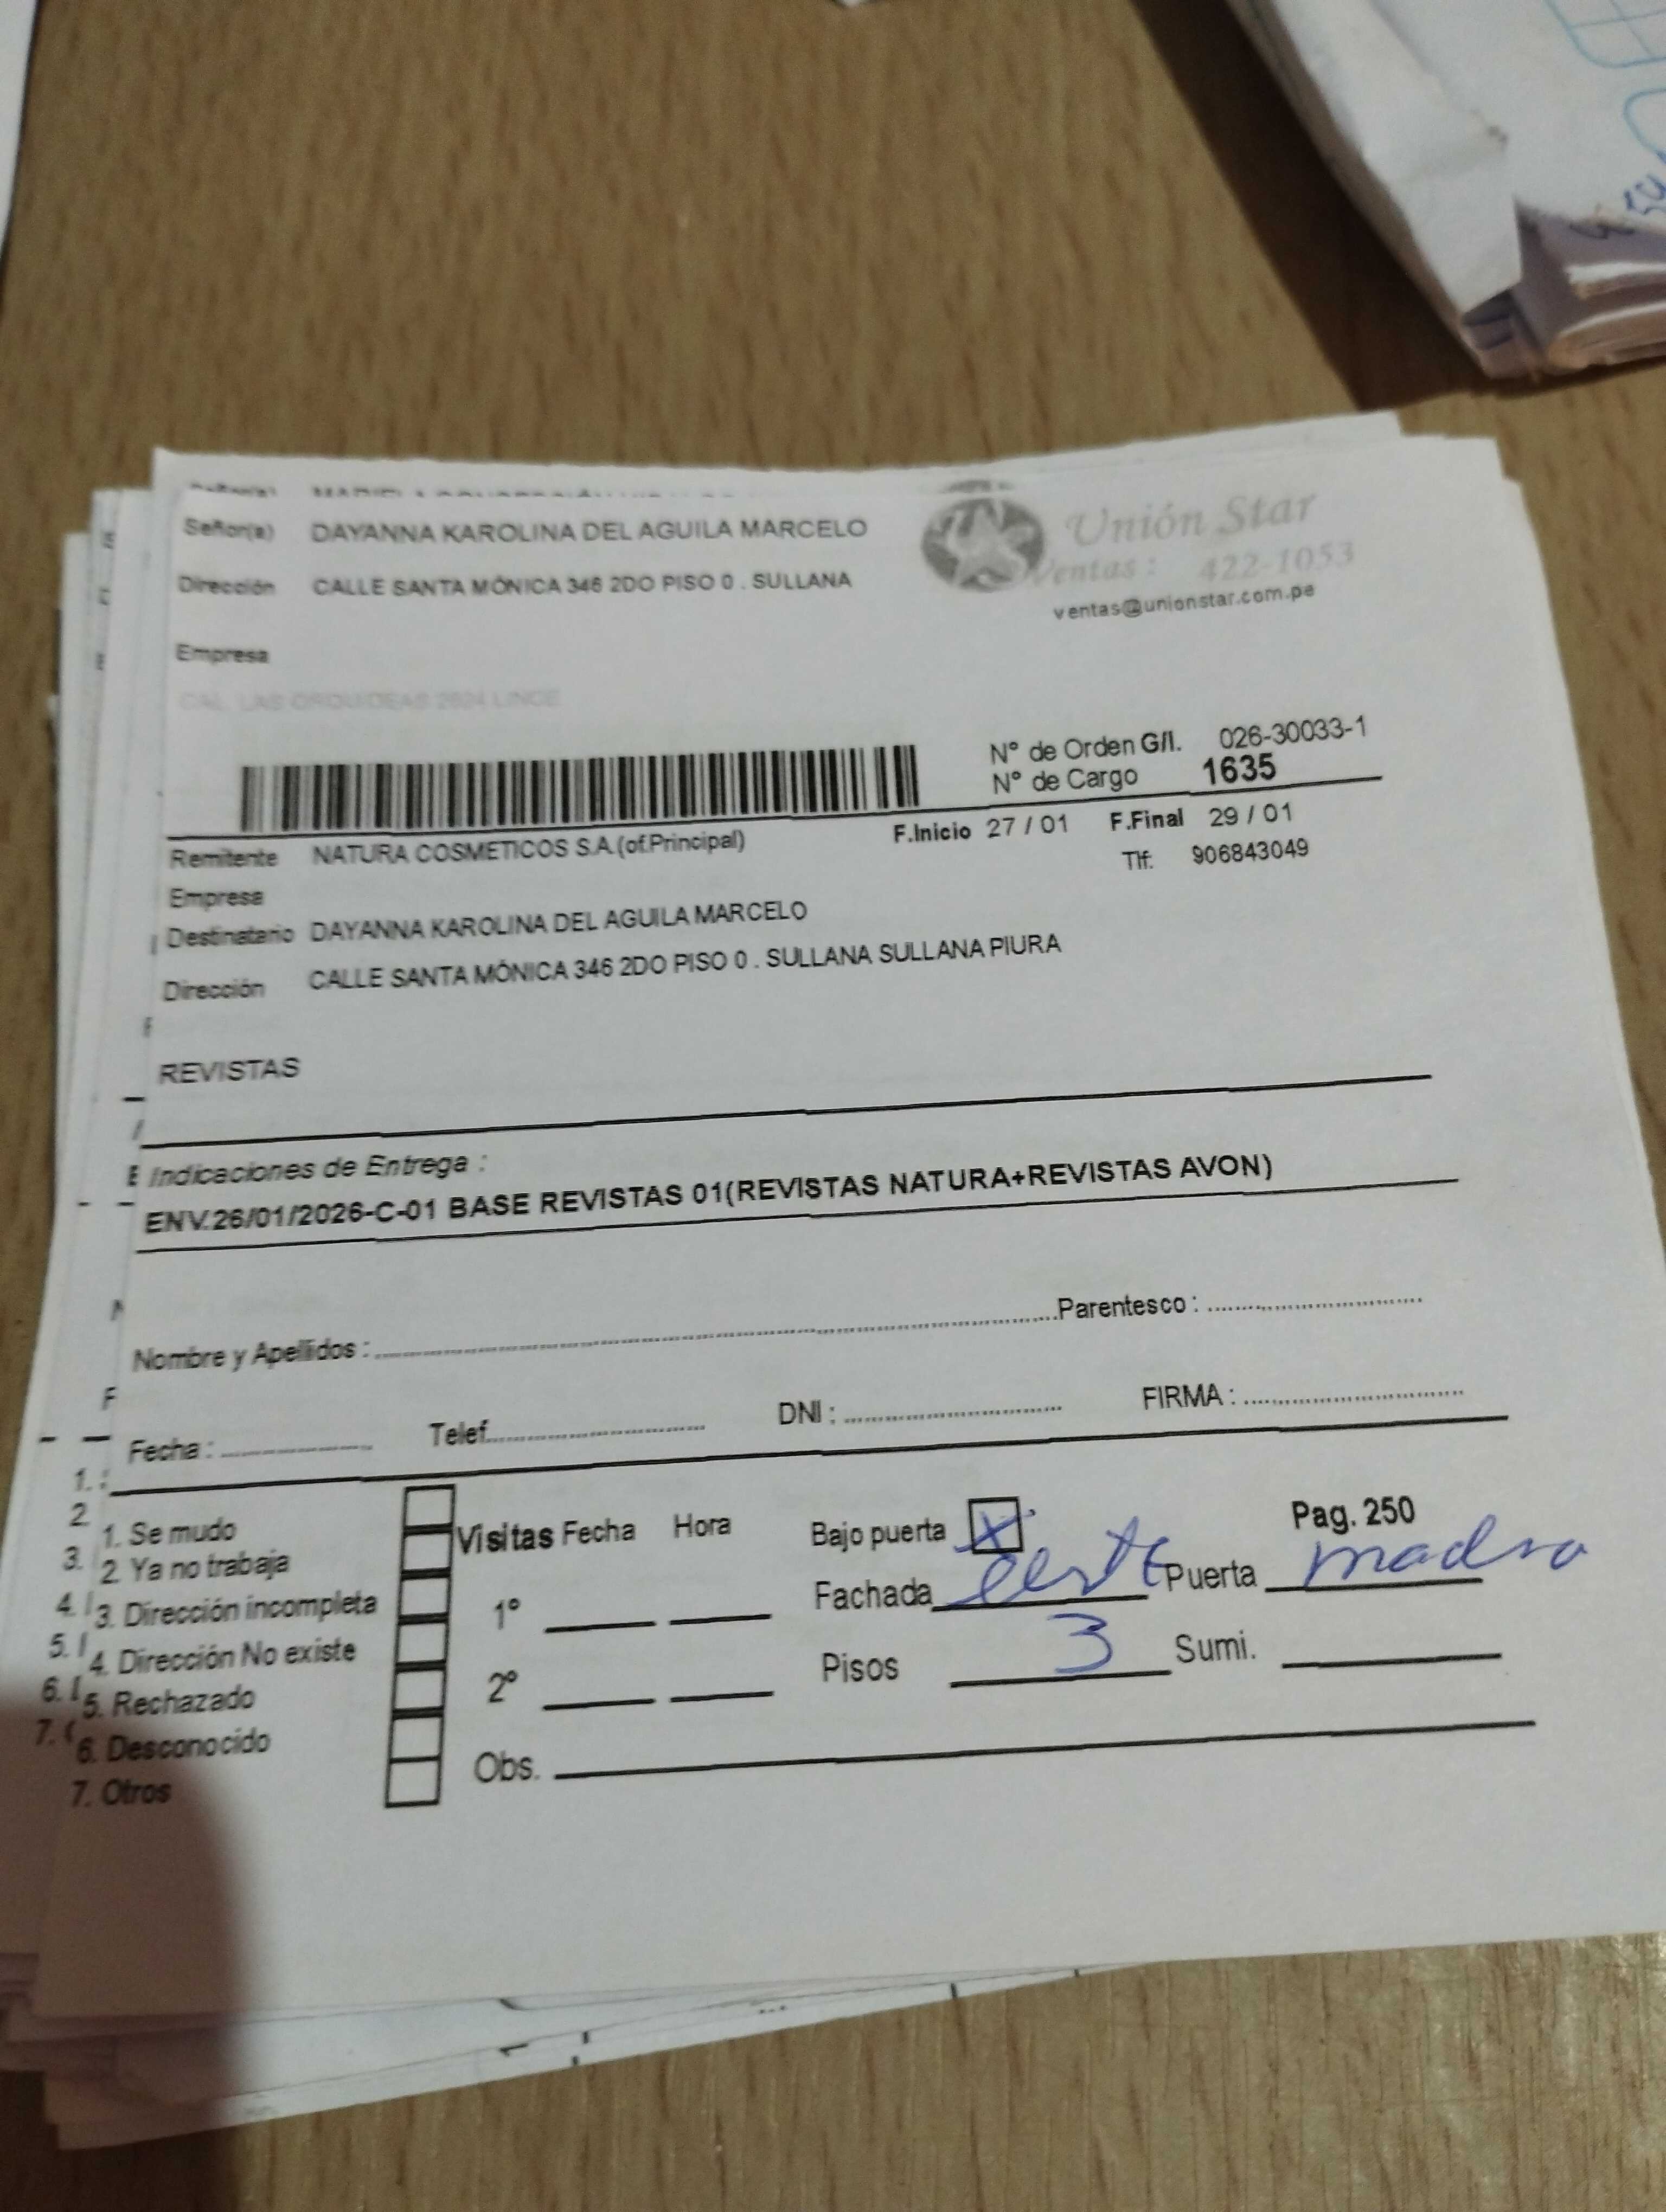 Señor(a) DAYANNA KAROLINA DEL AGUILA MARCELO
Unión Star
Dirección CALLE SANTA MÓNICA 346 2DO PISO 0 . SULLANA
Ventas : 422-1053
ventas@unionstar.com.pe
Empresa
CAL. LAS ORQUIDEAS 2624 LINCE
N° de Orden G/I. 026-30033-1
N° de Cargo 1635
Remitente NATURA COSMETICOS S.A.(of.Principal)
F.Inicio 27 / 01 F.Final 29 / 01
Tlf: 906843049
Empresa
Destinatario DAYANNA KAROLINA DEL AGUILA MARCELO
Dirección CALLE SANTA MÓNICA 346 2DO PISO 0 . SULLANA SULLANA PIURA
REVISTAS
Indicaciones de Entrega :
ENV.26/01/2026-C-01 BASE REVISTAS 01(REVISTAS NATURA+REVISTAS AVON)
Nombre y Apellidos : Parentesco :
Fecha : Telef. DNI : FIRMA :
1. Se mudo
2. Ya no trabaja
3. Dirección incompleta
4. Dirección No existe
5. Rechazado
6. Desconocido
7. Otros
Visitas Fecha Hora
1°
2°
Obs.
Bajo puerta X Pag. 250
Fachada Puerta
Pisos 3 Sumi.